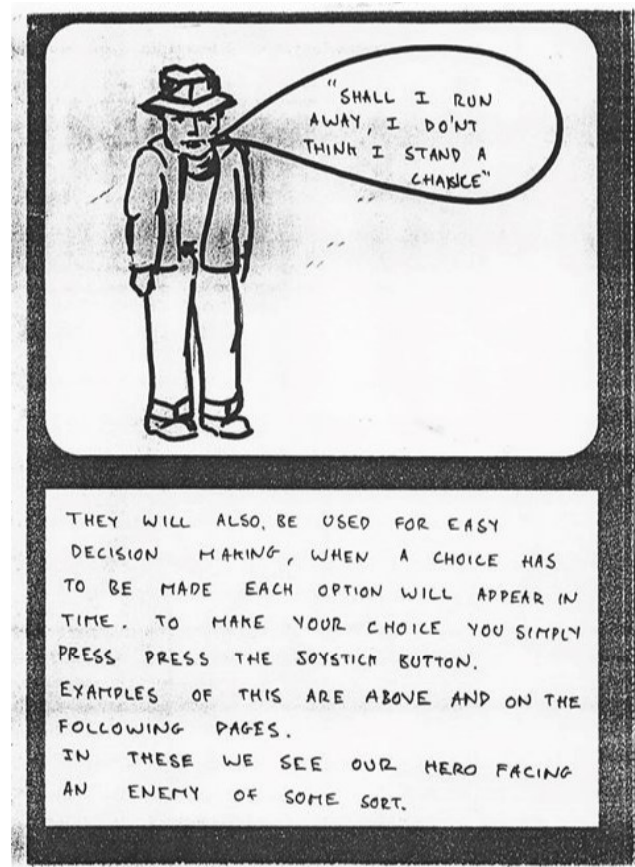 "SHALL I RUN
AWAY, I DO'NT
THINK I STAND A
CHANCE"
THEY WILL ALSO. BE USED FOR EASY
DECISION MAKING, WHEN A CHOICE HAS
TO BE MADE EACH OPTION WILL APPEAR IN
TIME. TO MAKE YOUR CHOICE YOU SIMPLY
PRESS PRESS THE JOYSTICK BUTTON.
EXAMPLES OF THIS ARE ABOVE AND ON THE
FOLLOWING PAGES.
IN THESE WE SEE OUR HERO FACING
AN ENEMY OF SOME SORT.